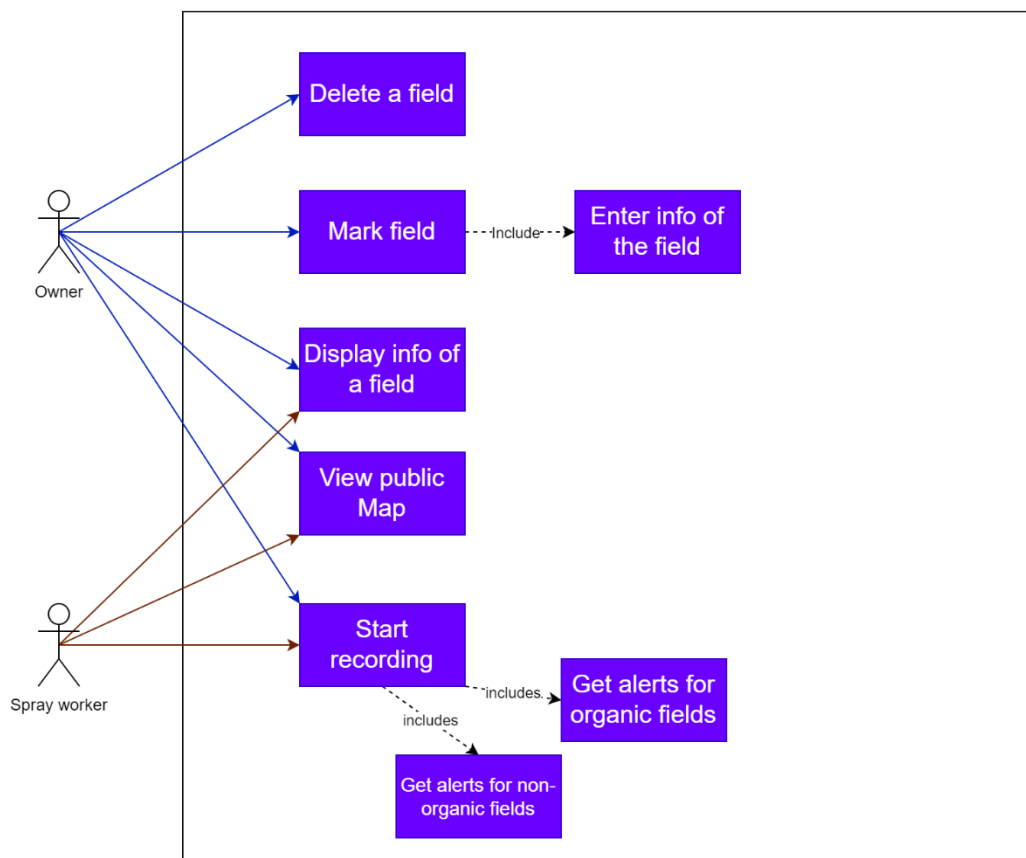 Delete a field
Owner
Mark field
Include
Enter info of
the field
Display info of
a field
View public
Map
Spray worker
Start
recording
includes
Get alerts for
organic fields
includes
Get alerts for non-
organic fields